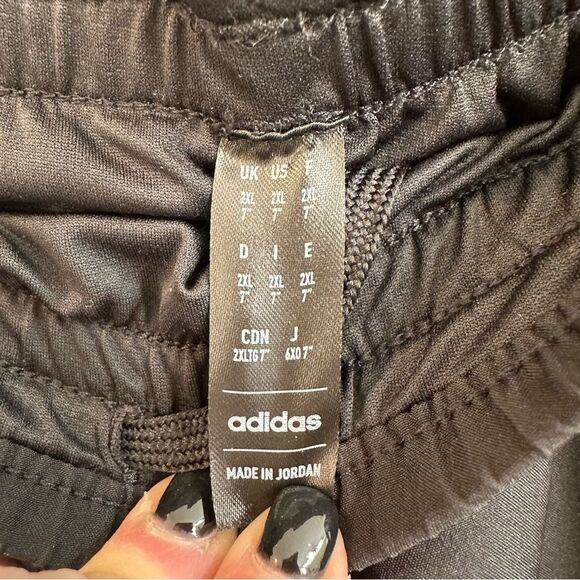 UK US F
2XL 2XL 2XL
7" 7" 7"
D I E
2XL 2XL 2XL
7" 7" 7"
CDN J
2XLTG 7" 6XO 7"
adidas
MADE IN JORDAN